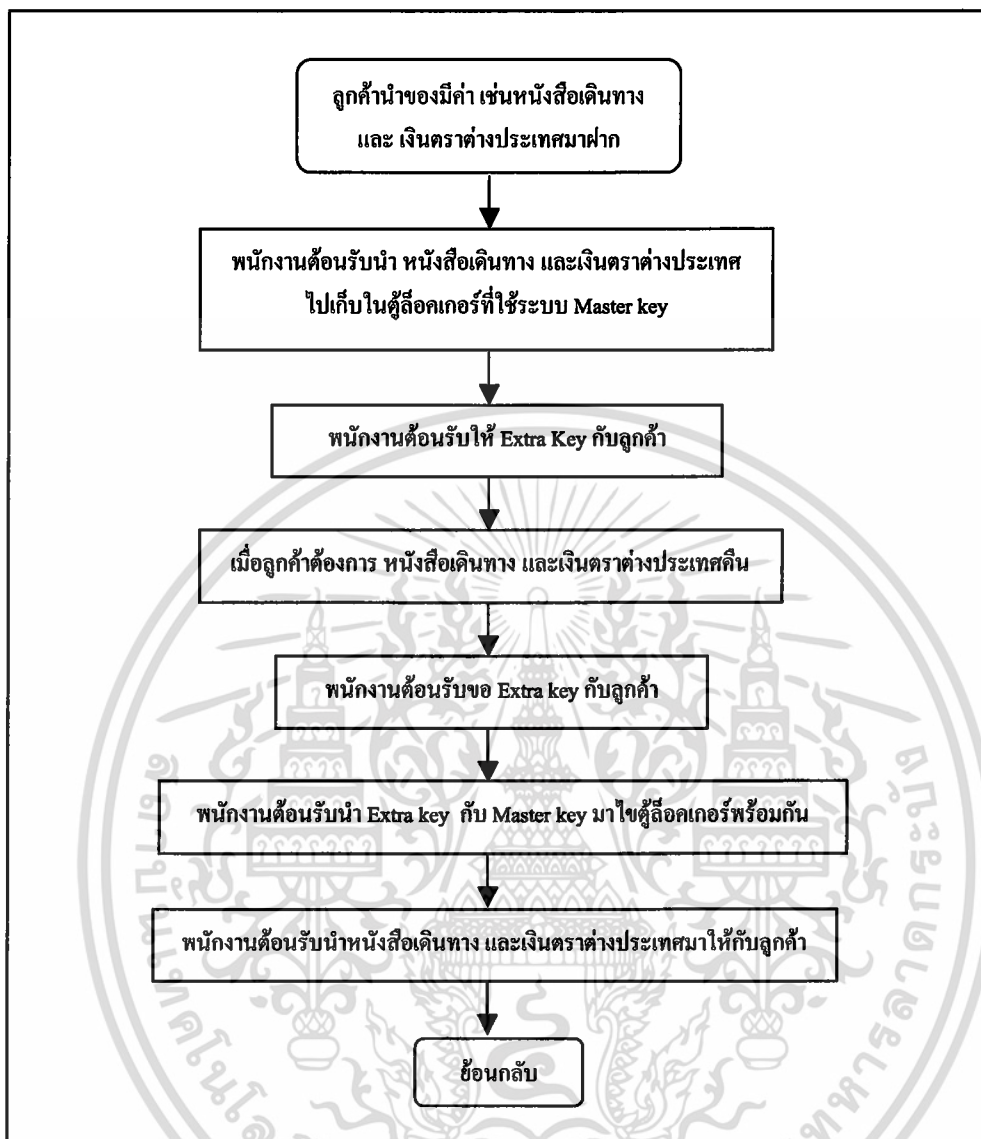 ลูกค้านำของมีค่า เช่นหนังสือเดินทาง
และ เงินตราต่างประเทศมาฝาก
พนักงานต้อนรับนำ หนังสือเดินทาง และเงินตราต่างประเทศ
ไปเก็บในตู้ล็อคเกอร์ที่ใช้ระบบ Master key
พนักงานต้อนรับให้ Extra Key กับลูกค้า
เมื่อลูกค้าต้องการ หนังสือเดินทาง และเงินตราต่างประเทศคืน
พนักงานต้อนรับขอ Extra key กับลูกค้า
พนักงานต้อนรับนำ Extra key กับ Master key มาไขตู้ล็อคเกอร์พร้อมกัน
พนักงานต้อนรับนำหนังสือเดินทาง และเงินตราต่างประเทศมาให้กับลูกค้า
ย้อนกลับ